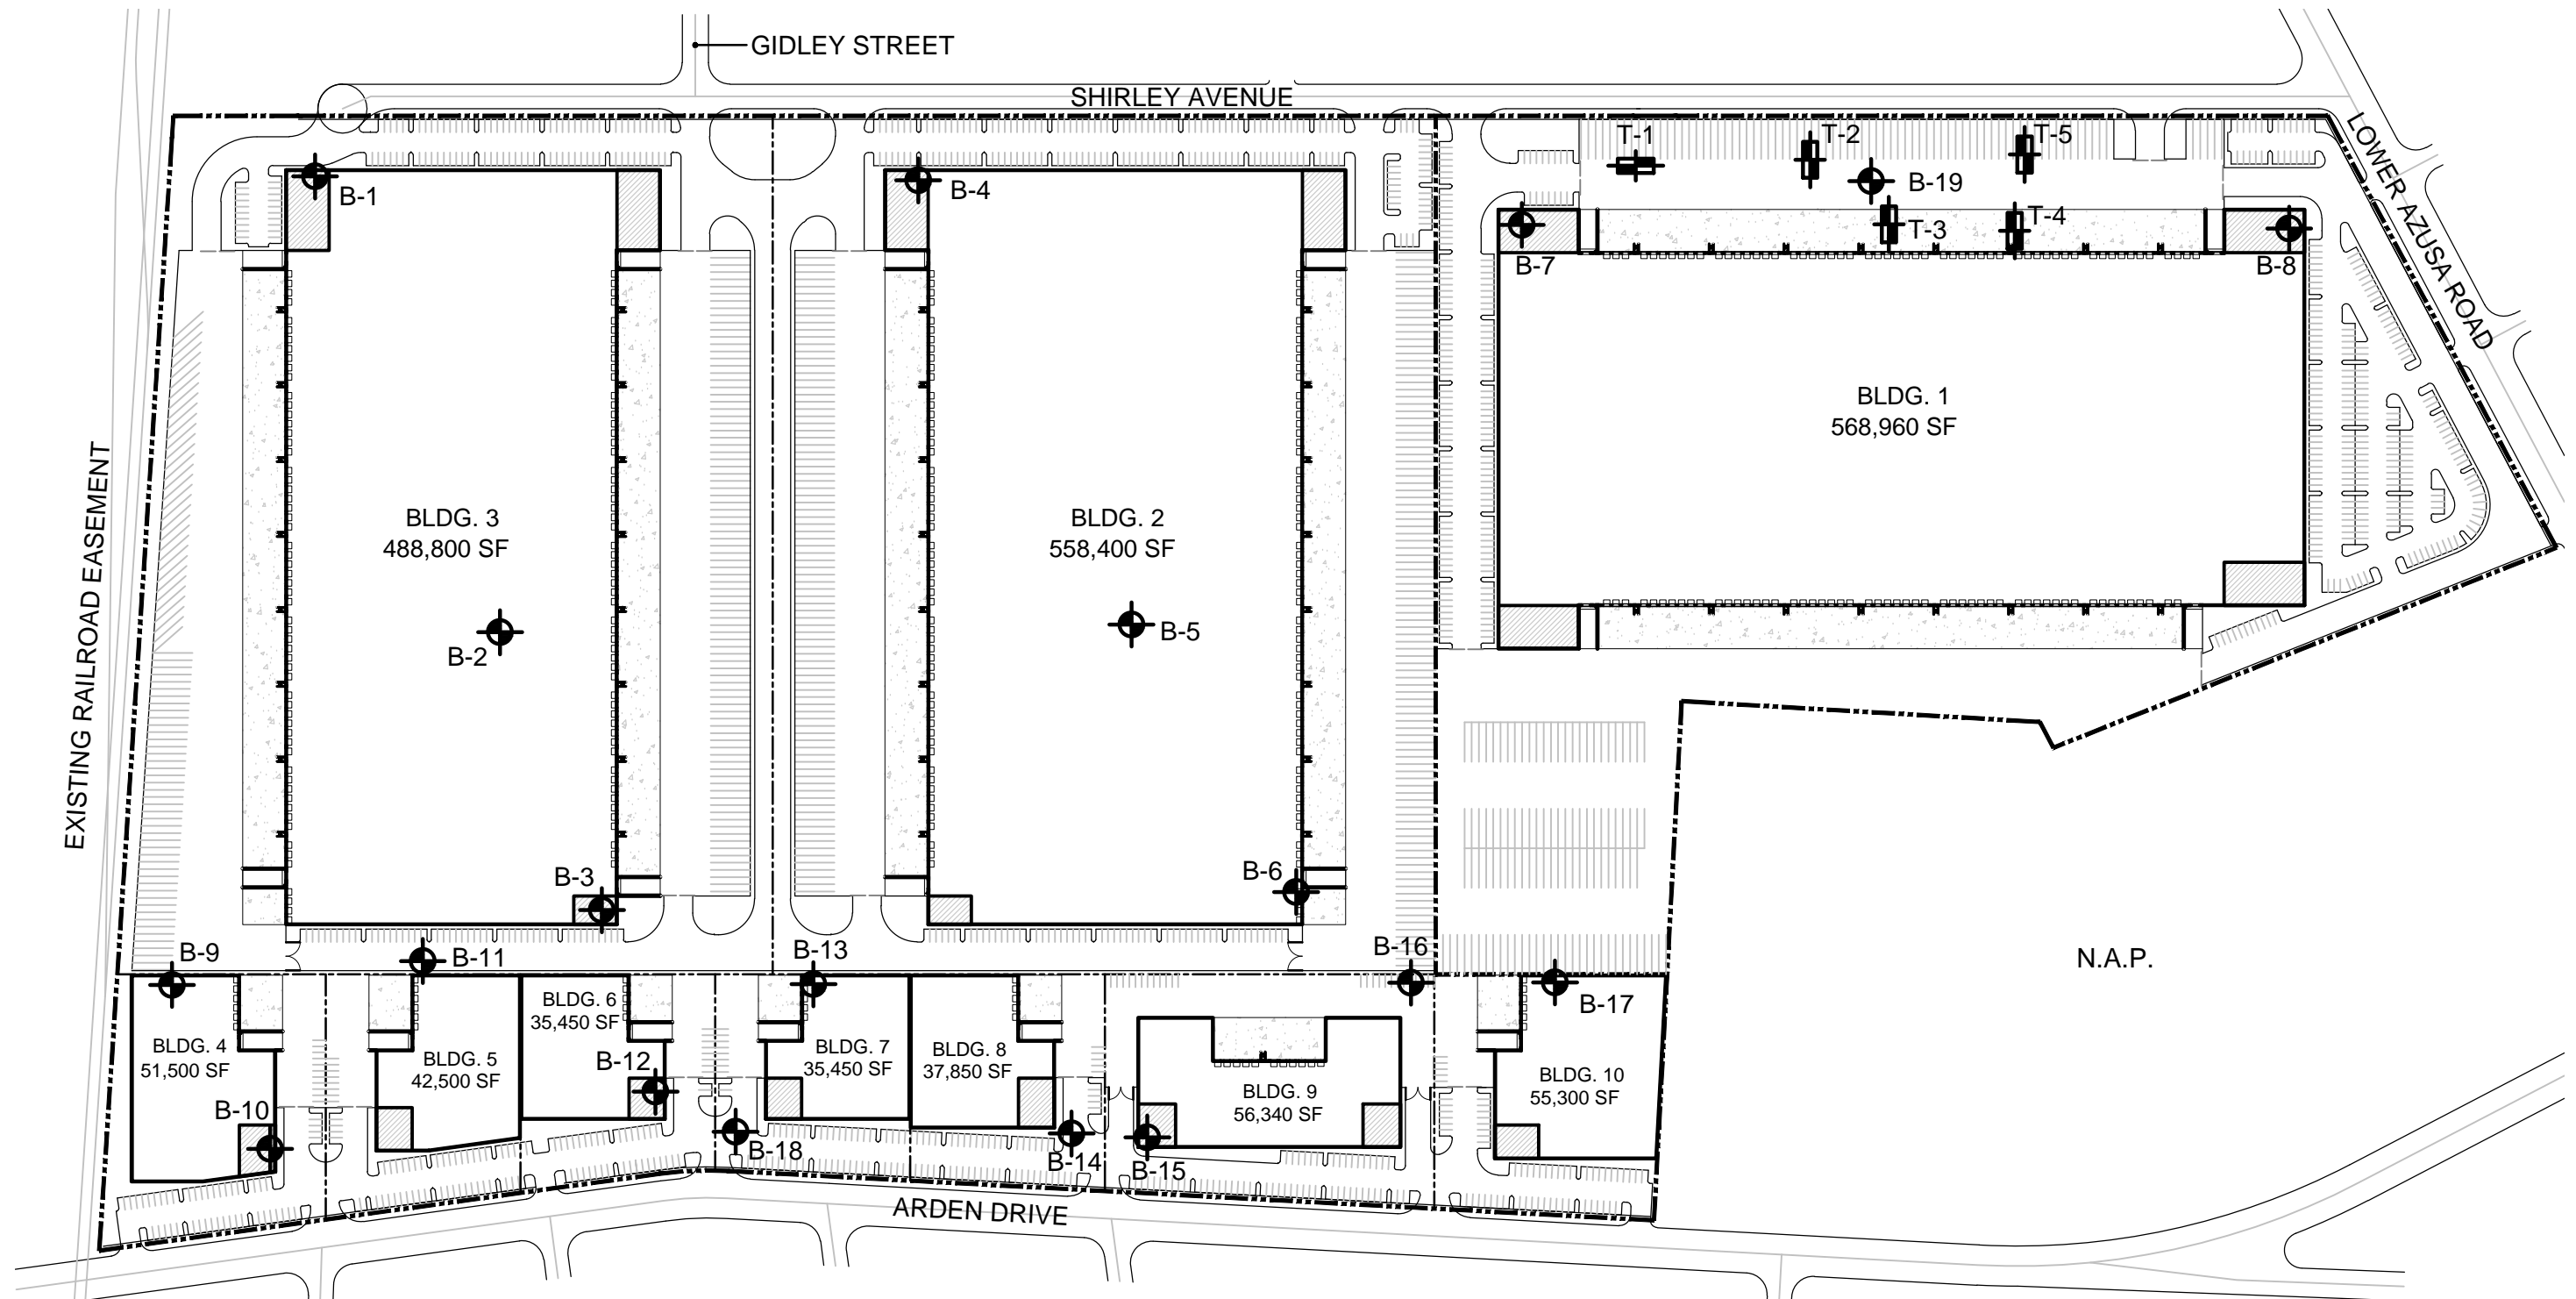 GIDLEY STREET
SHIRLEY AVENUE
LOWER AZUSA ROAD
EXISTING RAILROAD EASEMENT
T-1
T-2
T-5
B-1
B-4
B-19
T-3
T-4
B-7
B-8
BLDG. 1
568,960 SF
BLDG. 3
488,800 SF
BLDG. 2
558,400 SF
B-2
B-5
B-3
B-6
B-9
B-11
B-13
B-16
N.A.P.
B-17
BLDG. 4
51,500 SF
BLDG. 5
42,500 SF
BLDG. 6
35,450 SF
B-12
BLDG. 7
35,450 SF
BLDG. 8
37,850 SF
BLDG. 9
56,340 SF
BLDG. 10
55,300 SF
B-10
B-18
B-14
B-15
ARDEN DRIVE